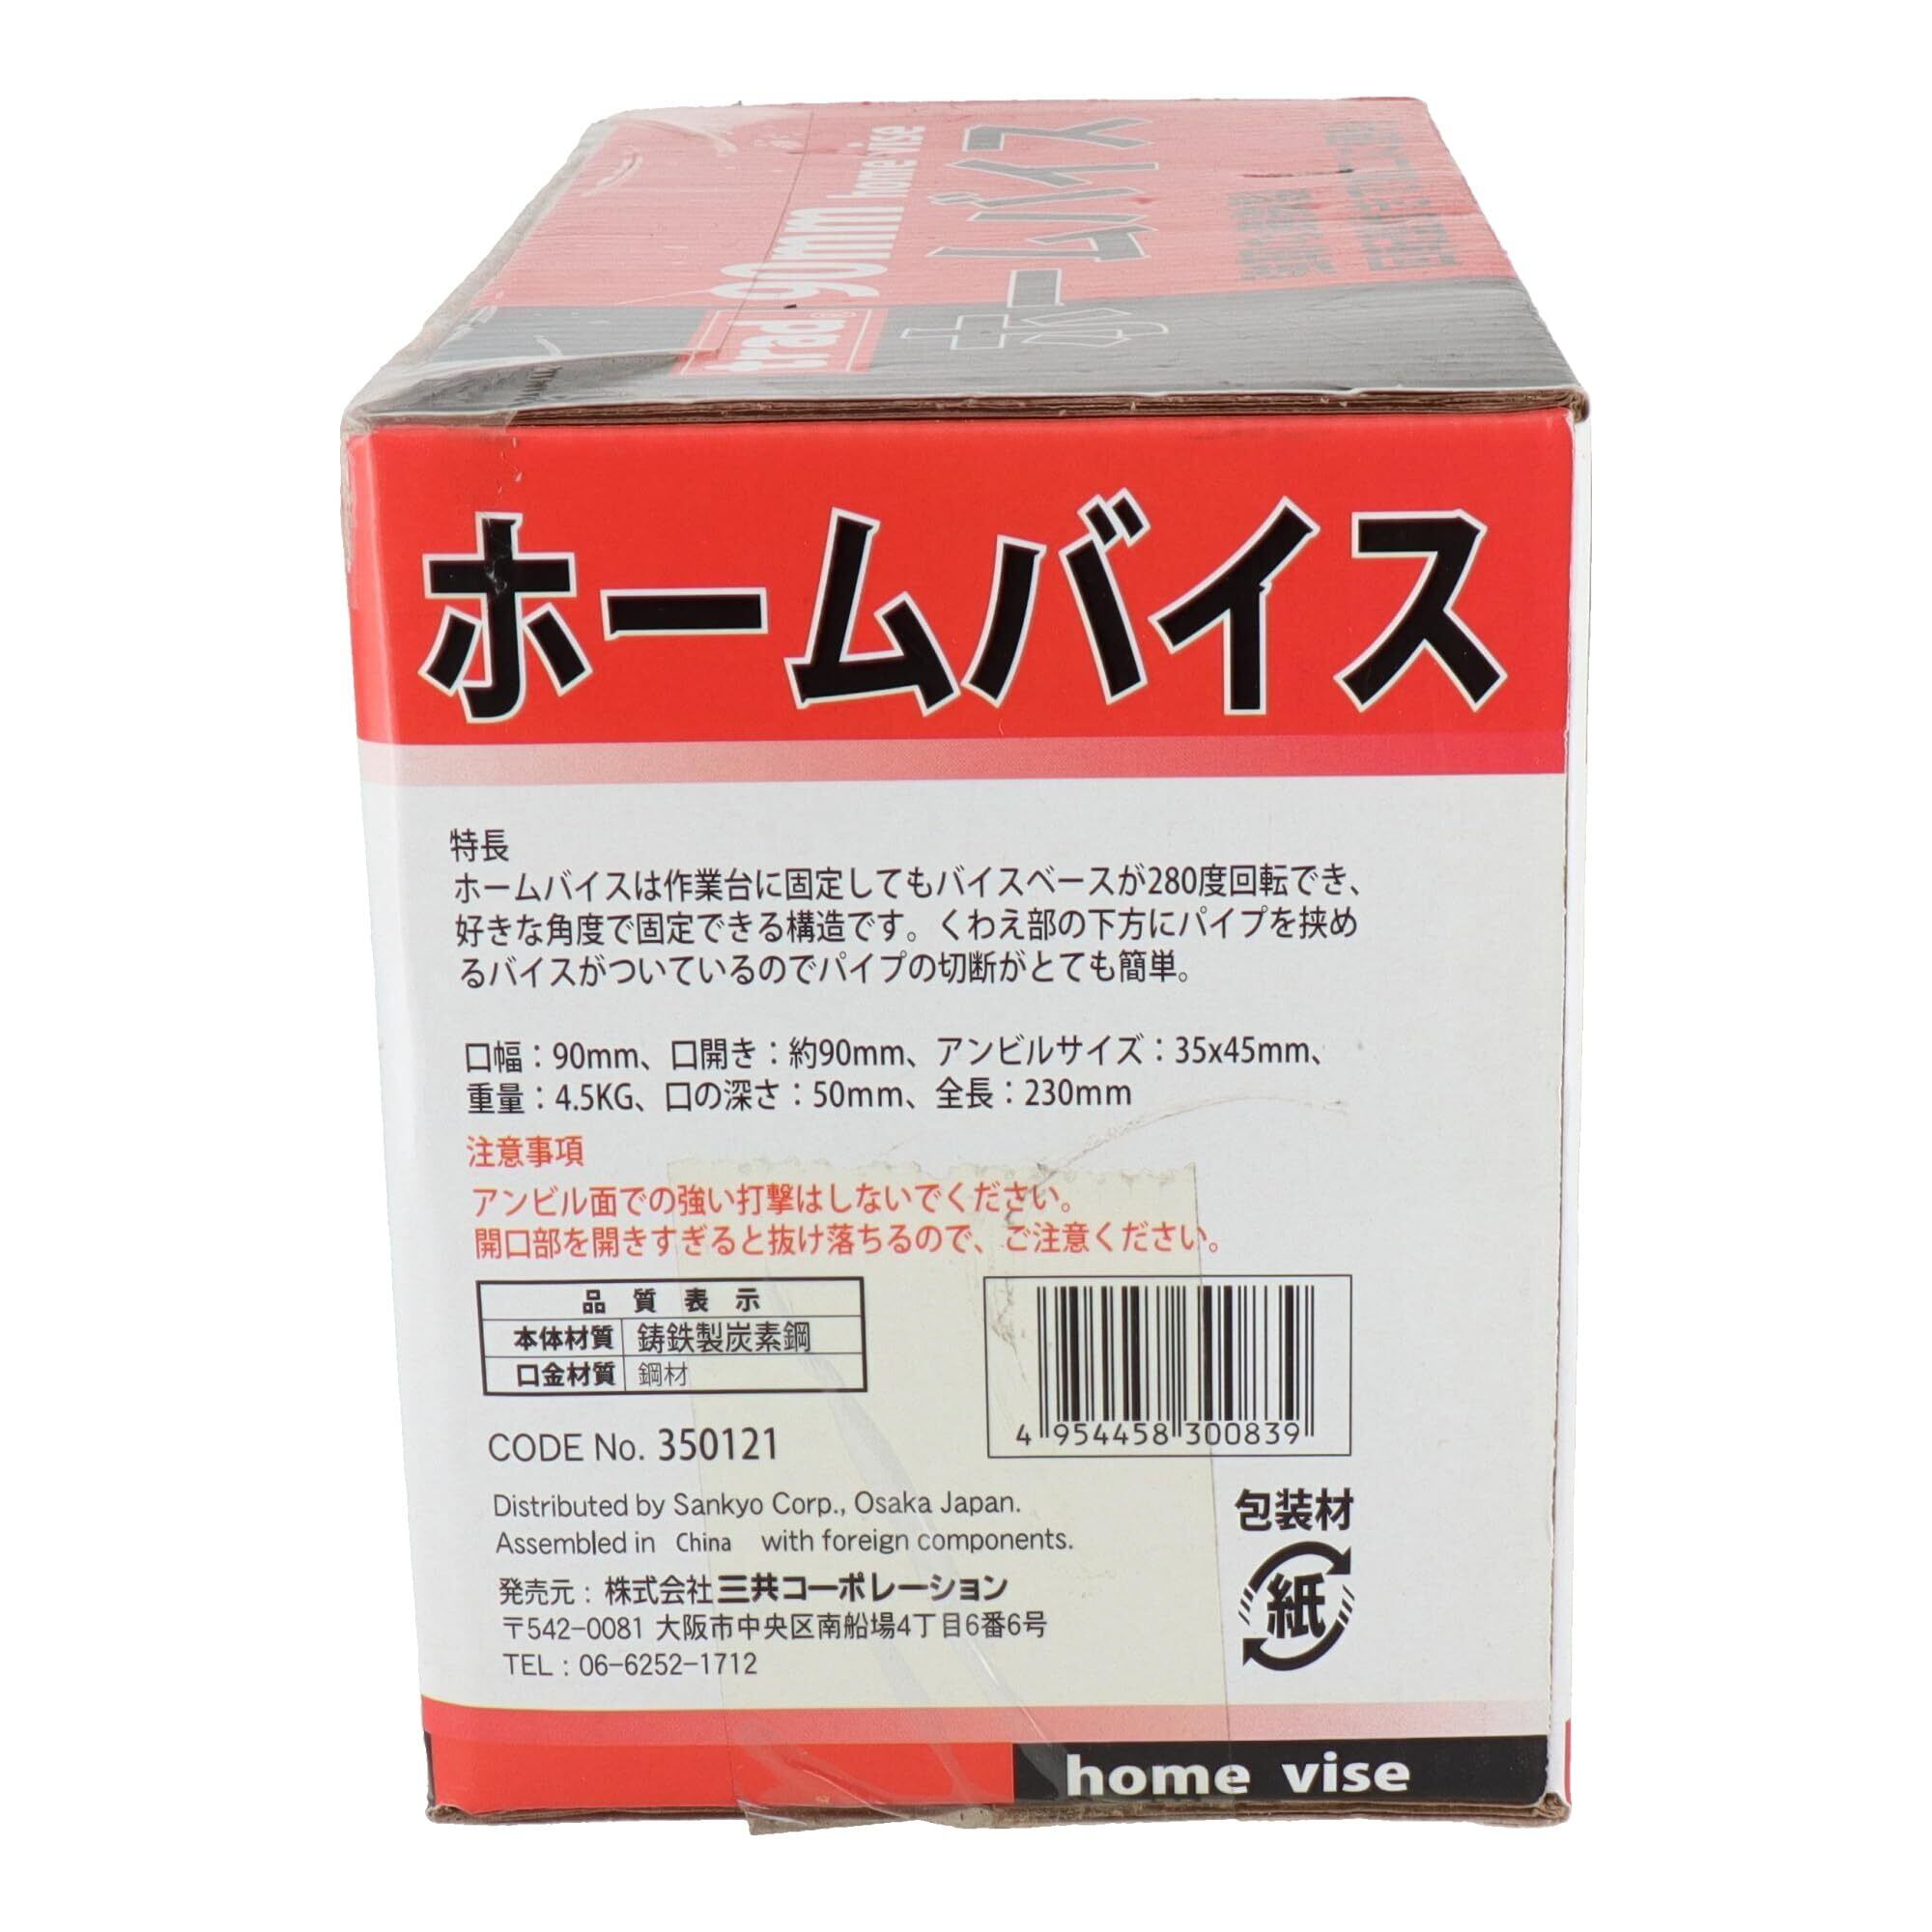 trad®
90mm home vise
ホームバイス
ホームバイス
特長
ホームバイスは作業台に固定してもバイスベースが280度回転でき、
好きな角度で固定できる構造です。くわえ部の下方にパイプを挟め
るバイスがついているのでパイプの切断がとても簡単。
口幅：90mm、口開き：約90mm、アンビルサイズ：35x45mm、
重量：4.5KG、口の深さ：50mm、全長：230mm
注意事項
アンビル面での強い打撃はしないでください。
開口部を開きすぎると抜け落ちるので、ご注意ください。
品 質 表 示
本体材質 鋳鉄製炭素鋼
口金材質 鋼材
4 954458 300839
CODE No. 350121
Distributed by Sankyo Corp., Osaka Japan.
Assembled in China with foreign components.
発売元：株式会社三共コーポレーション
〒542-0081 大阪市中央区南船場4丁目6番6号
TEL：06-6252-1712
包装材
紙
home vise